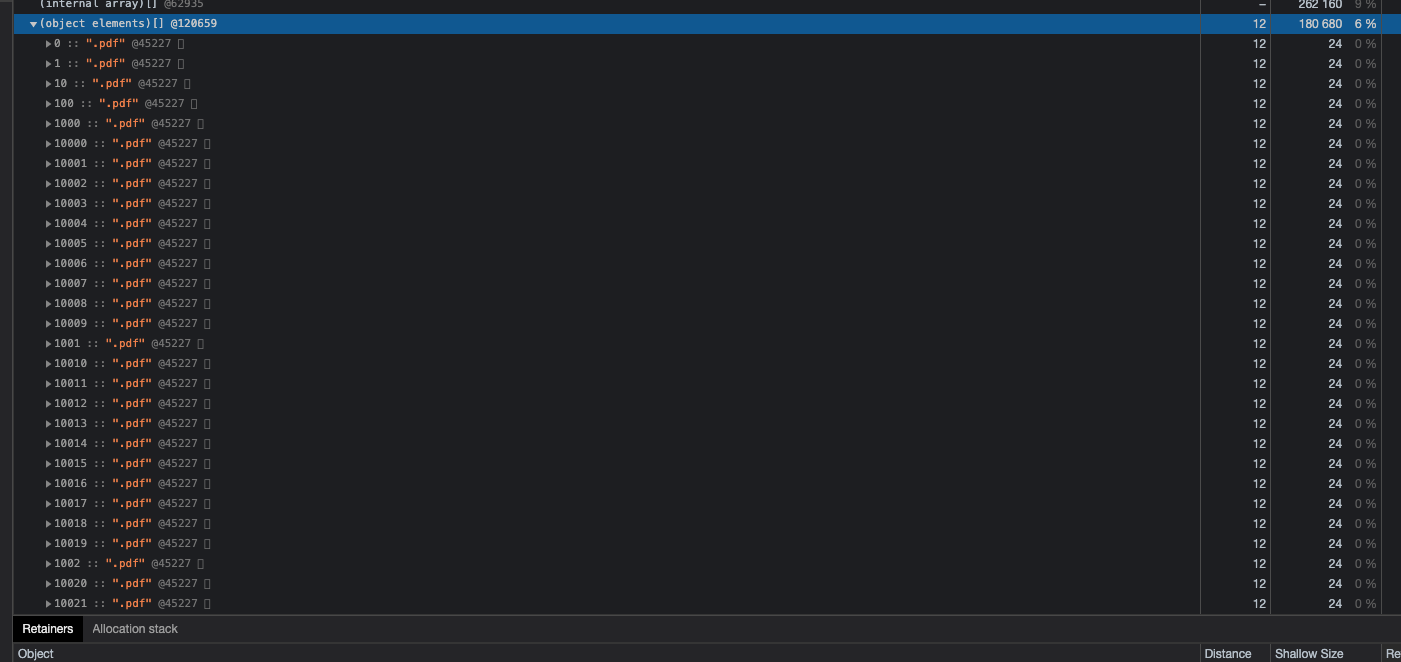 (internal array)[] @62935 – 262 160 9 %
▼(object elements)[] @120659 12 180 680 6 %
▶0 :: ".pdf" @45227 12 24 0 %
▶1 :: ".pdf" @45227 12 24 0 %
▶10 :: ".pdf" @45227 12 24 0 %
▶100 :: ".pdf" @45227 12 24 0 %
▶1000 :: ".pdf" @45227 12 24 0 %
▶10000 :: ".pdf" @45227 12 24 0 %
▶10001 :: ".pdf" @45227 12 24 0 %
▶10002 :: ".pdf" @45227 12 24 0 %
▶10003 :: ".pdf" @45227 12 24 0 %
▶10004 :: ".pdf" @45227 12 24 0 %
▶10005 :: ".pdf" @45227 12 24 0 %
▶10006 :: ".pdf" @45227 12 24 0 %
▶10007 :: ".pdf" @45227 12 24 0 %
▶10008 :: ".pdf" @45227 12 24 0 %
▶10009 :: ".pdf" @45227 12 24 0 %
▶1001 :: ".pdf" @45227 12 24 0 %
▶10010 :: ".pdf" @45227 12 24 0 %
▶10011 :: ".pdf" @45227 12 24 0 %
▶10012 :: ".pdf" @45227 12 24 0 %
▶10013 :: ".pdf" @45227 12 24 0 %
▶10014 :: ".pdf" @45227 12 24 0 %
▶10015 :: ".pdf" @45227 12 24 0 %
▶10016 :: ".pdf" @45227 12 24 0 %
▶10017 :: ".pdf" @45227 12 24 0 %
▶10018 :: ".pdf" @45227 12 24 0 %
▶10019 :: ".pdf" @45227 12 24 0 %
▶1002 :: ".pdf" @45227 12 24 0 %
▶10020 :: ".pdf" @45227 12 24 0 %
▶10021 :: ".pdf" @45227 12 24 0 %
Retainers Allocation stack
Object Distance Shallow Size Re